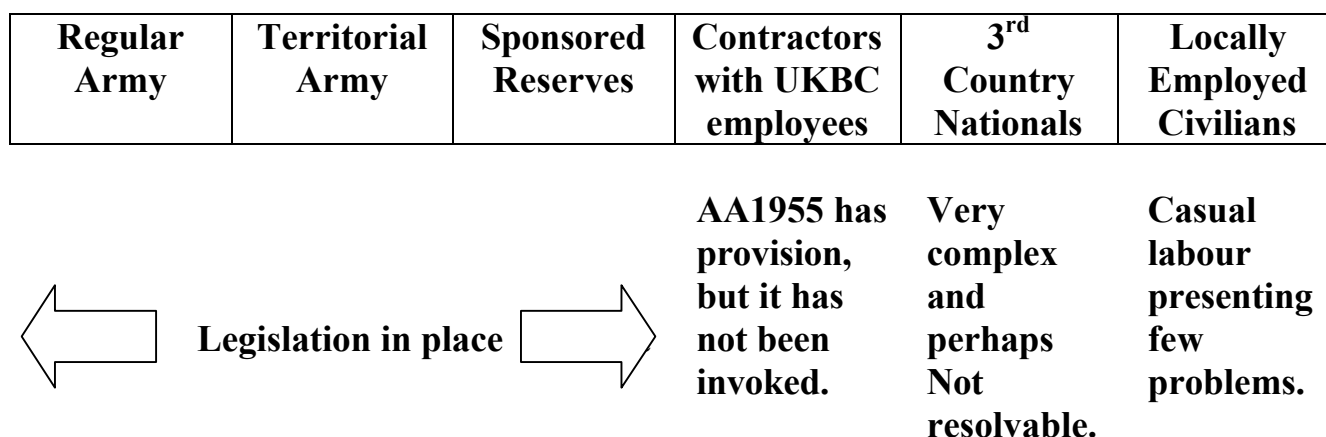 Regular
Army
Territorial
Army
Sponsored
Reserves
Contractors
with UKBC
employees
3rd
Country
Nationals
Locally
Employed
Civilians
Legislation in place
AA1955 has
provision,
but it has
not been
invoked.
Very
complex
and
perhaps
Not
resolvable.
Casual
labour
presenting
few
problems.